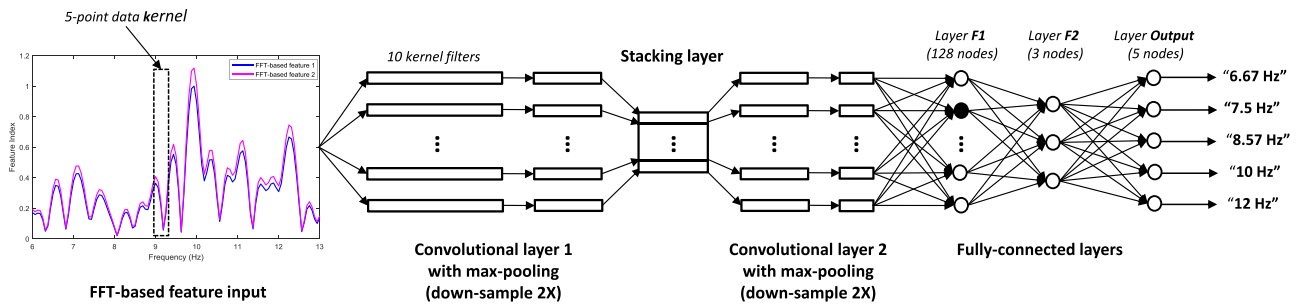 5-point data kernel
FFT-based feature 1
FFT-based feature 2
Feature Index
0
0.2
0.4
0.6
0.8
1
1.2
6
7
8
9
10
11
12
13
Frequency (Hz)
FFT-based feature input
10 kernel filters
Convolutional layer 1
with max-pooling
(down-sample 2X)
Stacking layer
Convolutional layer 2
with max-pooling
(down-sample 2X)
Layer F1
(128 nodes)
Layer F2
(3 nodes)
Layer Output
(5 nodes)
Fully-connected layers
“6.67 Hz”
“7.5 Hz”
“8.57 Hz”
“10 Hz”
“12 Hz”